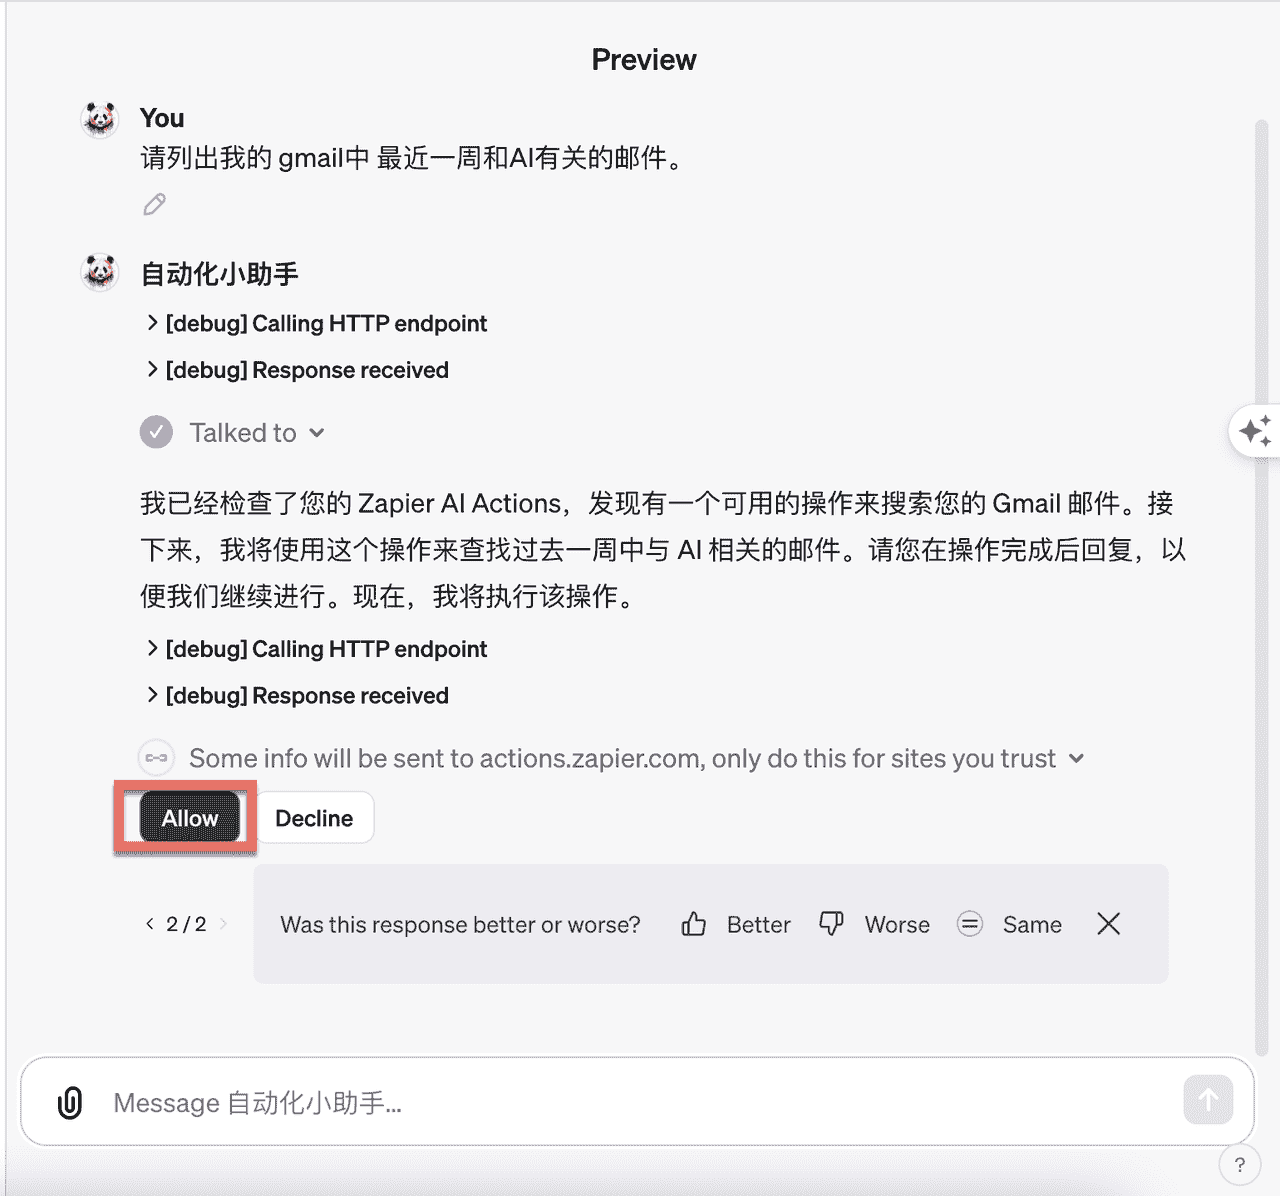 Preview
You
请列出我的 gmail中 最近一周和AI有关的邮件。
自动化小助手
[debug] Calling HTTP endpoint
[debug] Response received
Talked to
我已经检查了您的 Zapier AI Actions，发现有一个可用的操作来搜索您的 Gmail 邮件。接
下来，我将使用这个操作来查找过去一周中与 AI 相关的邮件。请您在操作完成后回复，以
便我们继续进行。现在，我将执行该操作。
[debug] Calling HTTP endpoint
[debug] Response received
Some info will be sent to actions.zapier.com, only do this for sites you trust
Allow Decline
2 / 2 Was this response better or worse? Better Worse Same
Message 自动化小助手...
?